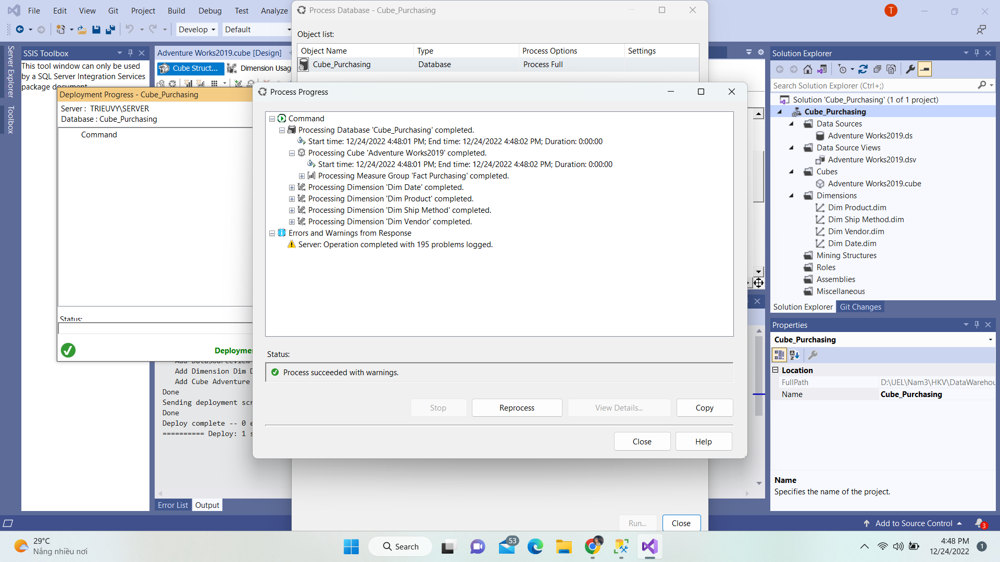 File Edit View Git Project Build Debug Test Analyze
Develop Default
T
Process Database - Cube_Purchasing
Object list:
Object Name Type Process Options Settings
Cube_Purchasing Database Process Full
Server Explorer
Toolbox
SSIS Toolbox
This tool window can only be used
by a SQL Server Integration Services
package document.
Adventure Works2019.cube [Design]
Cube Struct... Dimension Usag
Deployment Progress - Cube_Purchasing
Server : TRIEUVY\SERVER
Database : Cube_Purchasing
Command
Status:
Deployme
Process Progress
Command
Processing Database 'Cube_Purchasing' completed.
Start time: 12/24/2022 4:48:01 PM; End time: 12/24/2022 4:48:02 PM; Duration: 0:00:00
Processing Cube 'Adventure Works2019' completed.
Start time: 12/24/2022 4:48:01 PM; End time: 12/24/2022 4:48:02 PM; Duration: 0:00:00
Processing Measure Group 'Fact Purchasing' completed.
Processing Dimension 'Dim Date' completed.
Processing Dimension 'Dim Product' completed.
Processing Dimension 'Dim Ship Method' completed.
Processing Dimension 'Dim Vendor' completed.
Errors and Warnings from Response
Server: Operation completed with 195 problems logged.
Status:
Process succeeded with warnings.
Stop Reprocess View Details... Copy
Close Help
Add DataSourceView
Add Dimension Dim D
Add Cube Adventure
Done
Sending deployment scr
Done
Deploy complete -- 0 e
========== Deploy: 1 s
Error List Output
Run... Close
Solution Explorer
Search Solution Explorer (Ctrl+;)
Solution 'Cube_Purchasing' (1 of 1 project)
Cube_Purchasing
Data Sources
Adventure Works2019.ds
Data Source Views
Adventure Works2019.dsv
Cubes
Adventure Works2019.cube
Dimensions
Dim Product.dim
Dim Ship Method.dim
Dim Vendor.dim
Dim Date.dim
Mining Structures
Roles
Assemblies
Miscellaneous
Solution Explorer Git Changes
Properties
Cube_Purchasing
Location
FullPath D:\UEL\Nam3\HKV\DataWarehou
Name Cube_Purchasing
Name
Specifies the name of the project.
Add to Source Control 3
29°C
Nắng nhiều nơi
Search
53
4:48 PM
12/24/2022
1